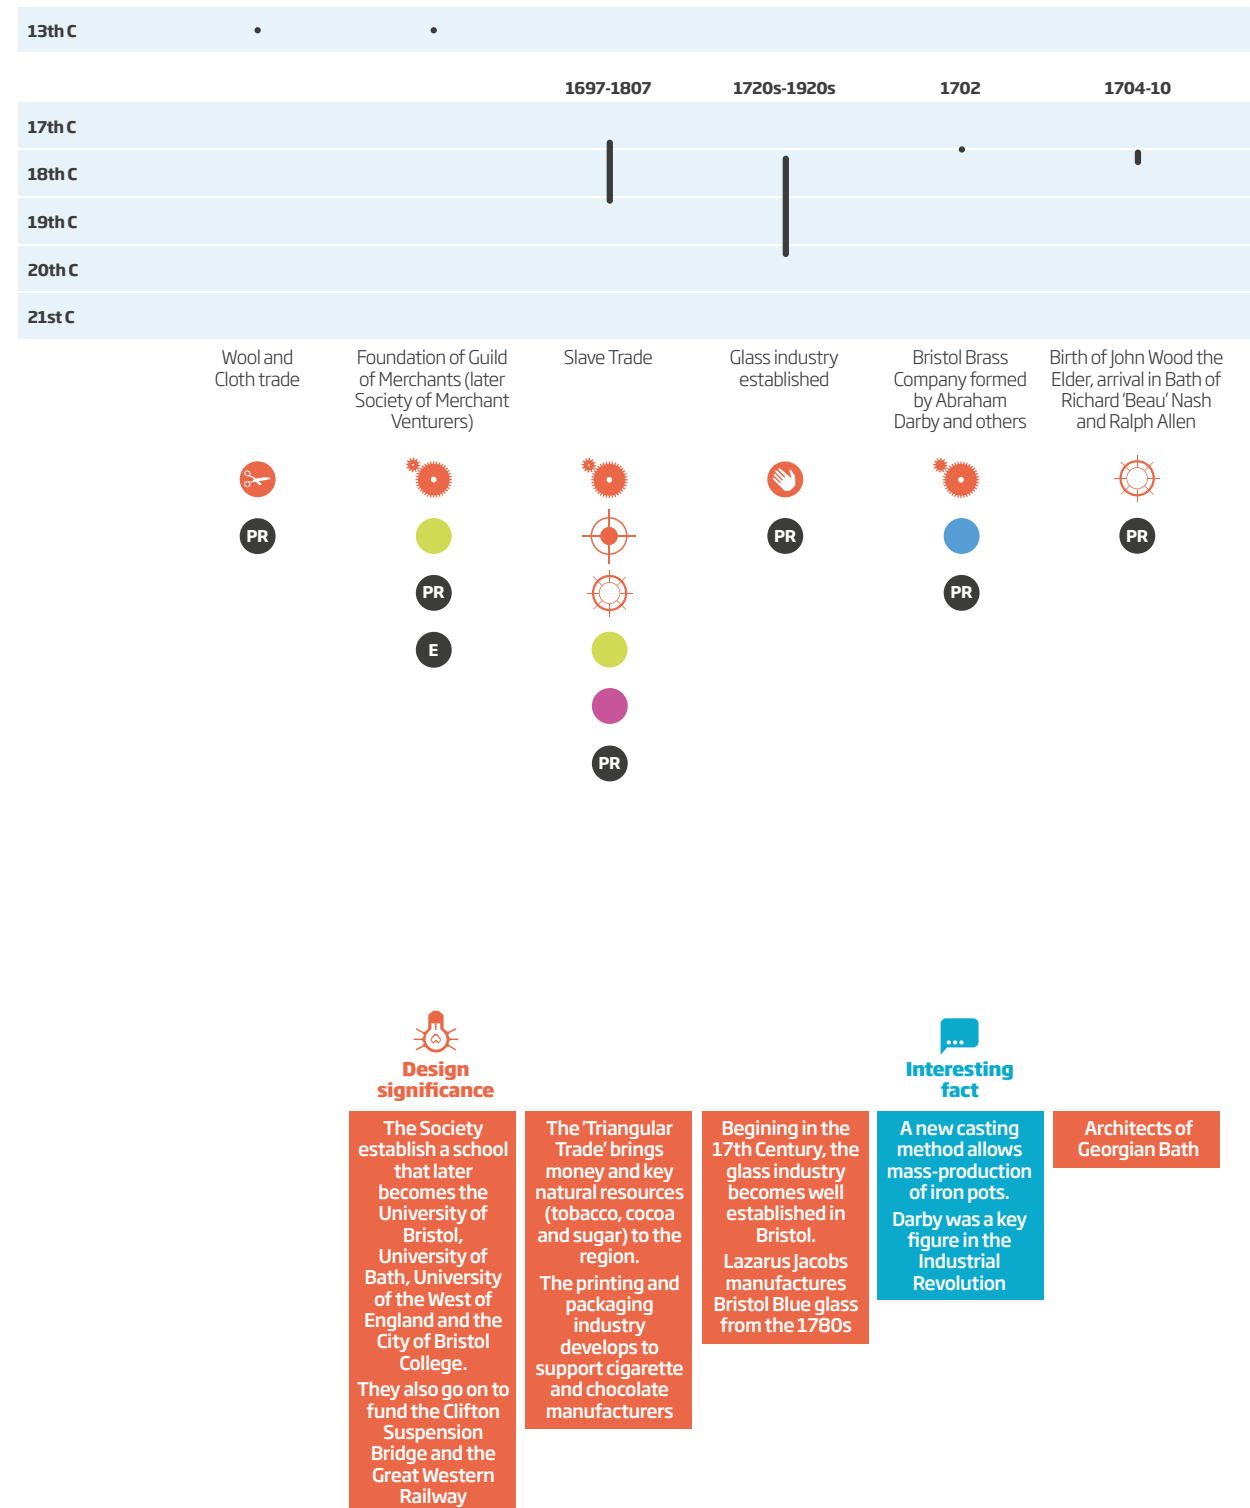 13th C
1697-1807
1720s-1920s
1702
1704-10
17th C
18th C
19th C
20th C
21st C
Wool and
Cloth trade
Foundation of Guild
of Merchants (later
Society of Merchant
Venturers)
Slave Trade
Glass industry
established
Bristol Brass
Company formed
by Abraham
Darby and others
Birth of John Wood the
Elder, arrival in Bath of
Richard ‘Beau’ Nash
and Ralph Allen
PR
PR
E
PR
PR
PR
PR
Design
significance
The Society
establish a school
that later
becomes the
University of
Bristol,
University of
Bath, University
of the West of
England and the
City of Bristol
College.
They also go on to
fund the Clifton
Suspension
Bridge and the
Great Western
Railway
The ‘Triangular
Trade’ brings
money and key
natural resources
(tobacco, cocoa
and sugar) to the
region.
The printing and
packaging
industry
develops to
support cigarette
and chocolate
manufacturers
Begining in the
17th Century, the
glass industry
becomes well
established in
Bristol.
Lazarus Jacobs
manufactures
Bristol Blue glass
from the 1780s
Interesting
fact
A new casting
method allows
mass-production
of iron pots.
Darby was a key
figure in the
Industrial
Revolution
Architects of
Georgian Bath